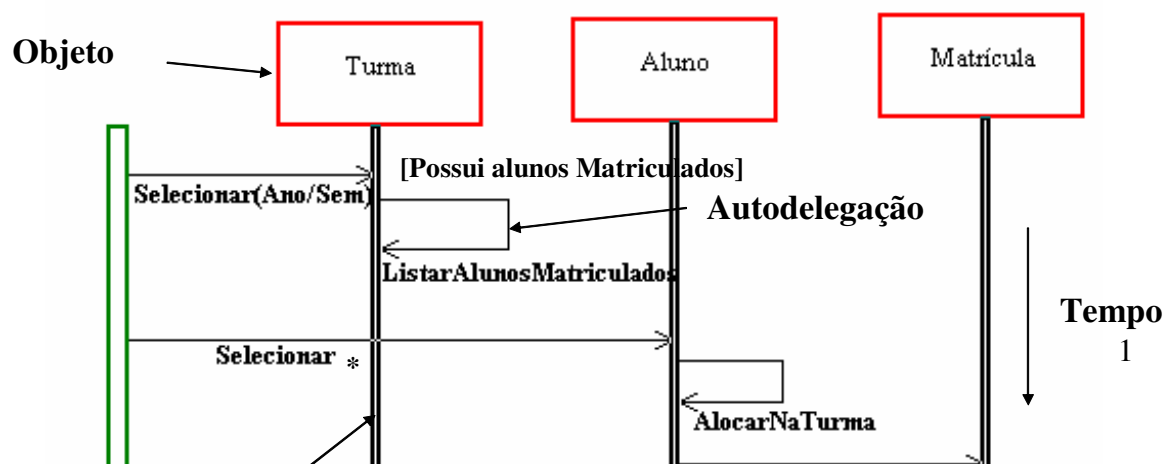 Objeto
Turma
Aluno
Matrícula
[Possui alunos Matriculados]
Selecionar(Ano/Sem)
Autodelegação
ListarAlunosMatriculados
Tempo
1
Selecionar *
AlocarNaTurma